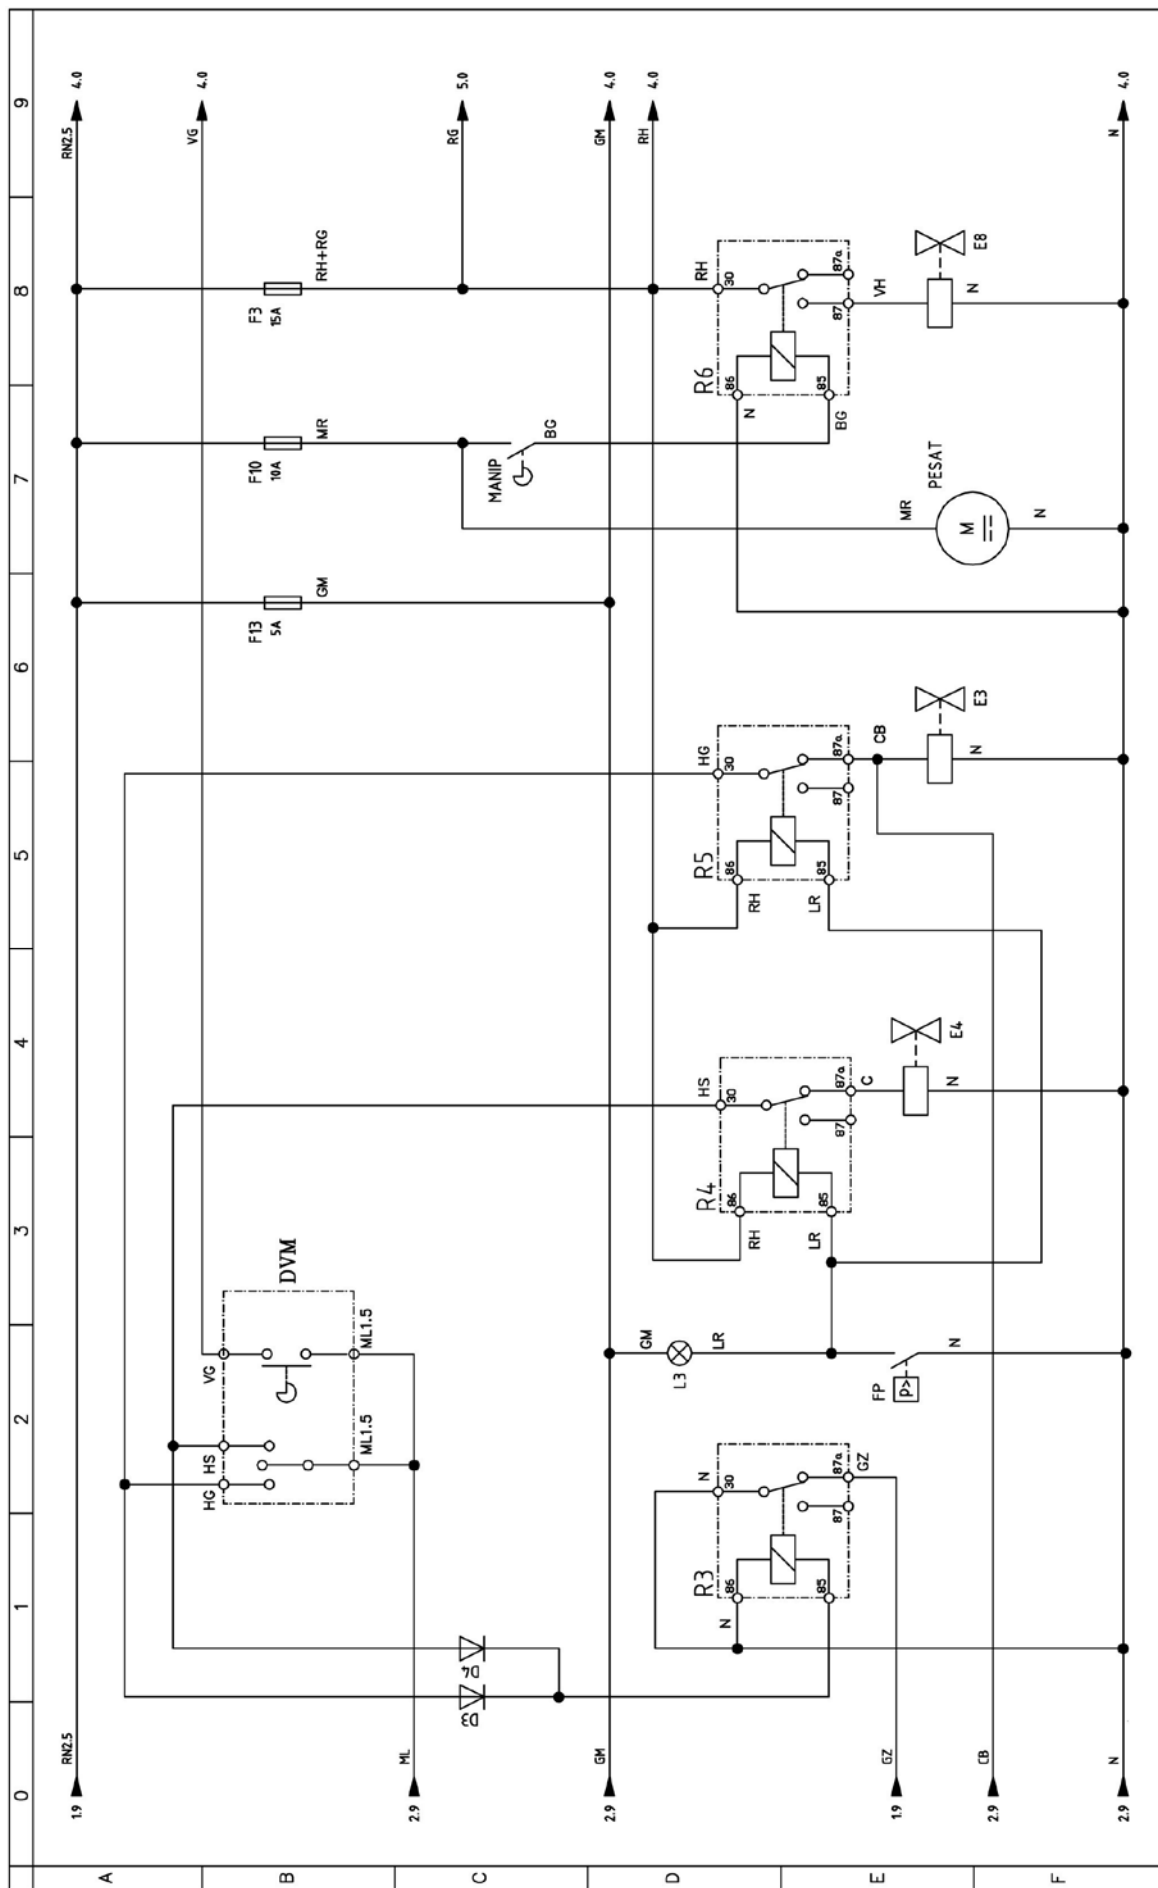 0 1 2 3 4 5 6 7 8 9
A
B
C
D
E
F
1.9 RN2.5
RN2.5 4.0
VG 4.0
2.9 ML
RG 5.0
2.9 GM
GM 4.0
RH 4.0
1.9 GZ
2.9 CB
2.9 N
N 4.0
D3
D4
HG HS VG
DVM
ML1.5 ML1.5
F13
5A
GM
F10
10A
MR
F3
15A
RH+RG
MANIP
BG
R3
N 86
85
N 30
87 87a GZ
GM
L3
LR
FP
P>
N
R4
RH 86
LR 85
HS 30
87 87a C
N
E4
R5
RH 86
LR 85
HG 30
87 87a CB
N
E3
MR
PESAT
M
N
R6
86 N
85 BG
RH 30
87 87a
VH
N
E8